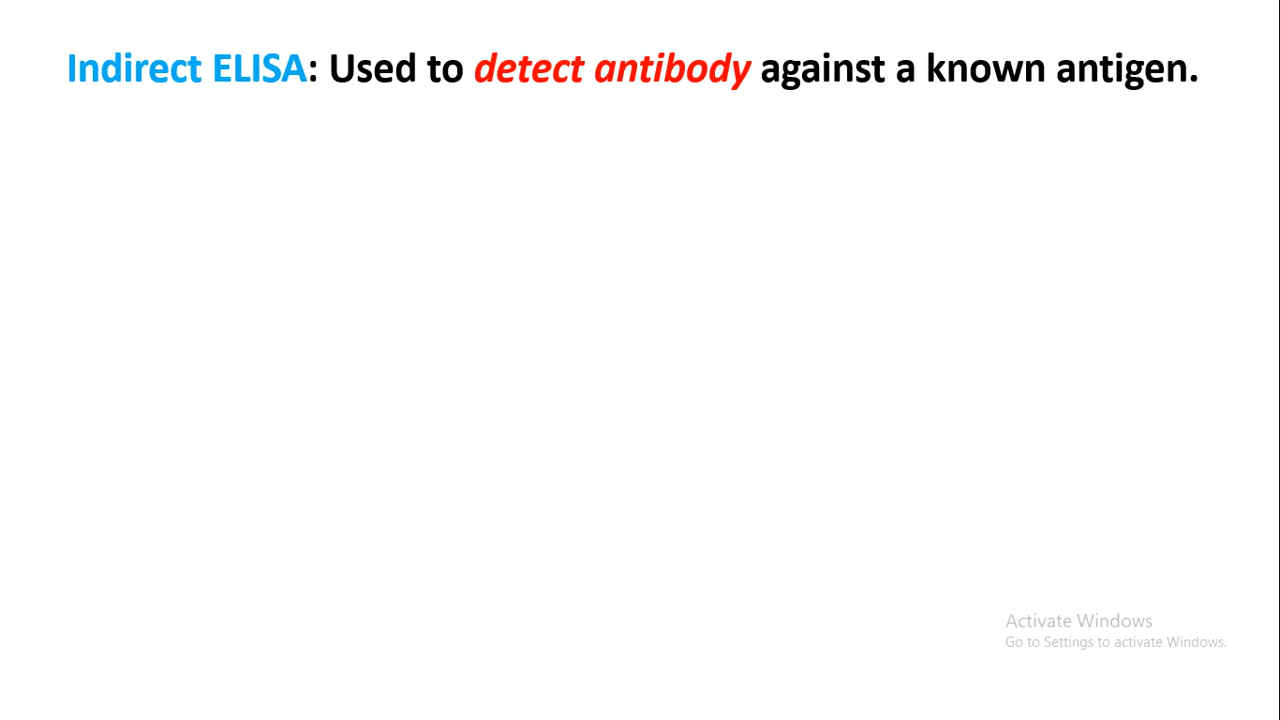 Indirect ELISA: Used to detect antibody against a known antigen.
Activate Windows
Go to Settings to activate Windows.